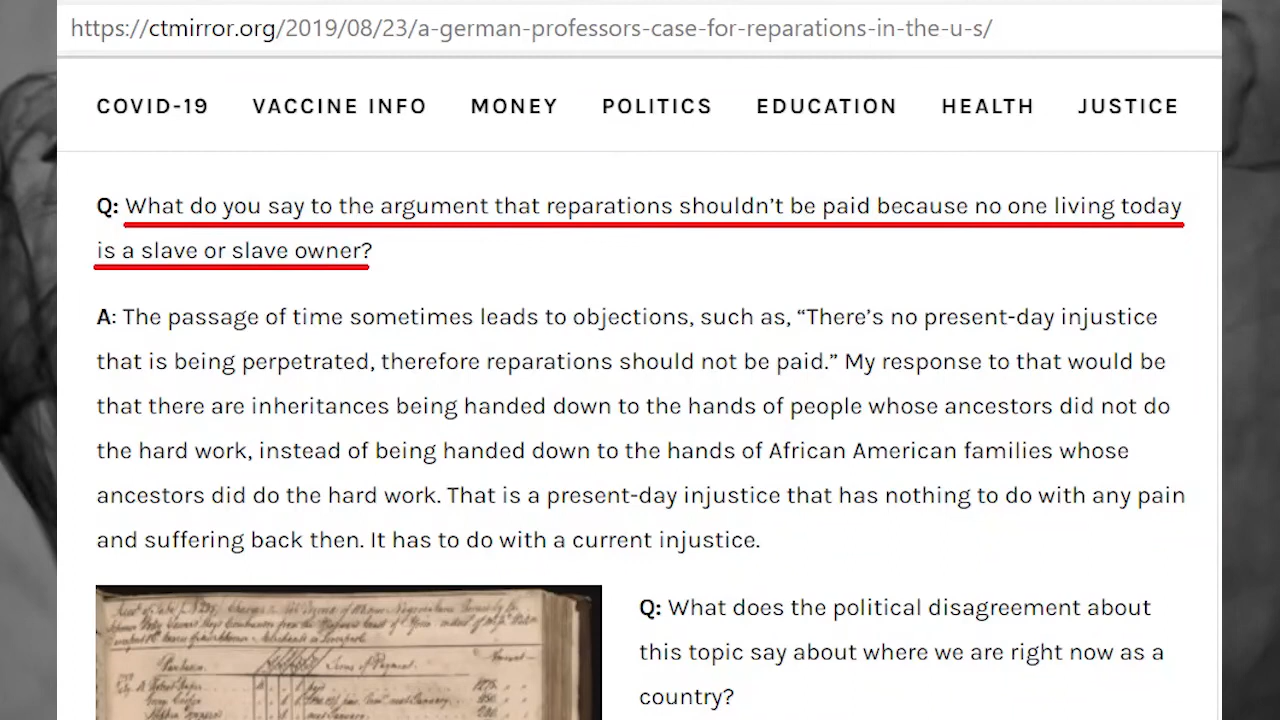 https://ctmirror.org/2019/08/23/a-german-professors-case-for-reparations-in-the-u-s/
COVID-19 VACCINE INFO MONEY POLITICS EDUCATION HEALTH JUSTICE
Q: What do you say to the argument that reparations shouldn't be paid because no one living today
is a slave or slave owner?
A: The passage of time sometimes leads to objections, such as, “There's no present-day injustice
that is being perpetrated, therefore reparations should not be paid.” My response to that would be
that there are inheritances being handed down to the hands of people whose ancestors did not do
the hard work, instead of being handed down to the hands of African American families whose
ancestors did do the hard work. That is a present-day injustice that has nothing to do with any pain
and suffering back then. It has to do with a current injustice.
Q: What does the political disagreement about
this topic say about where we are right now as a
country?